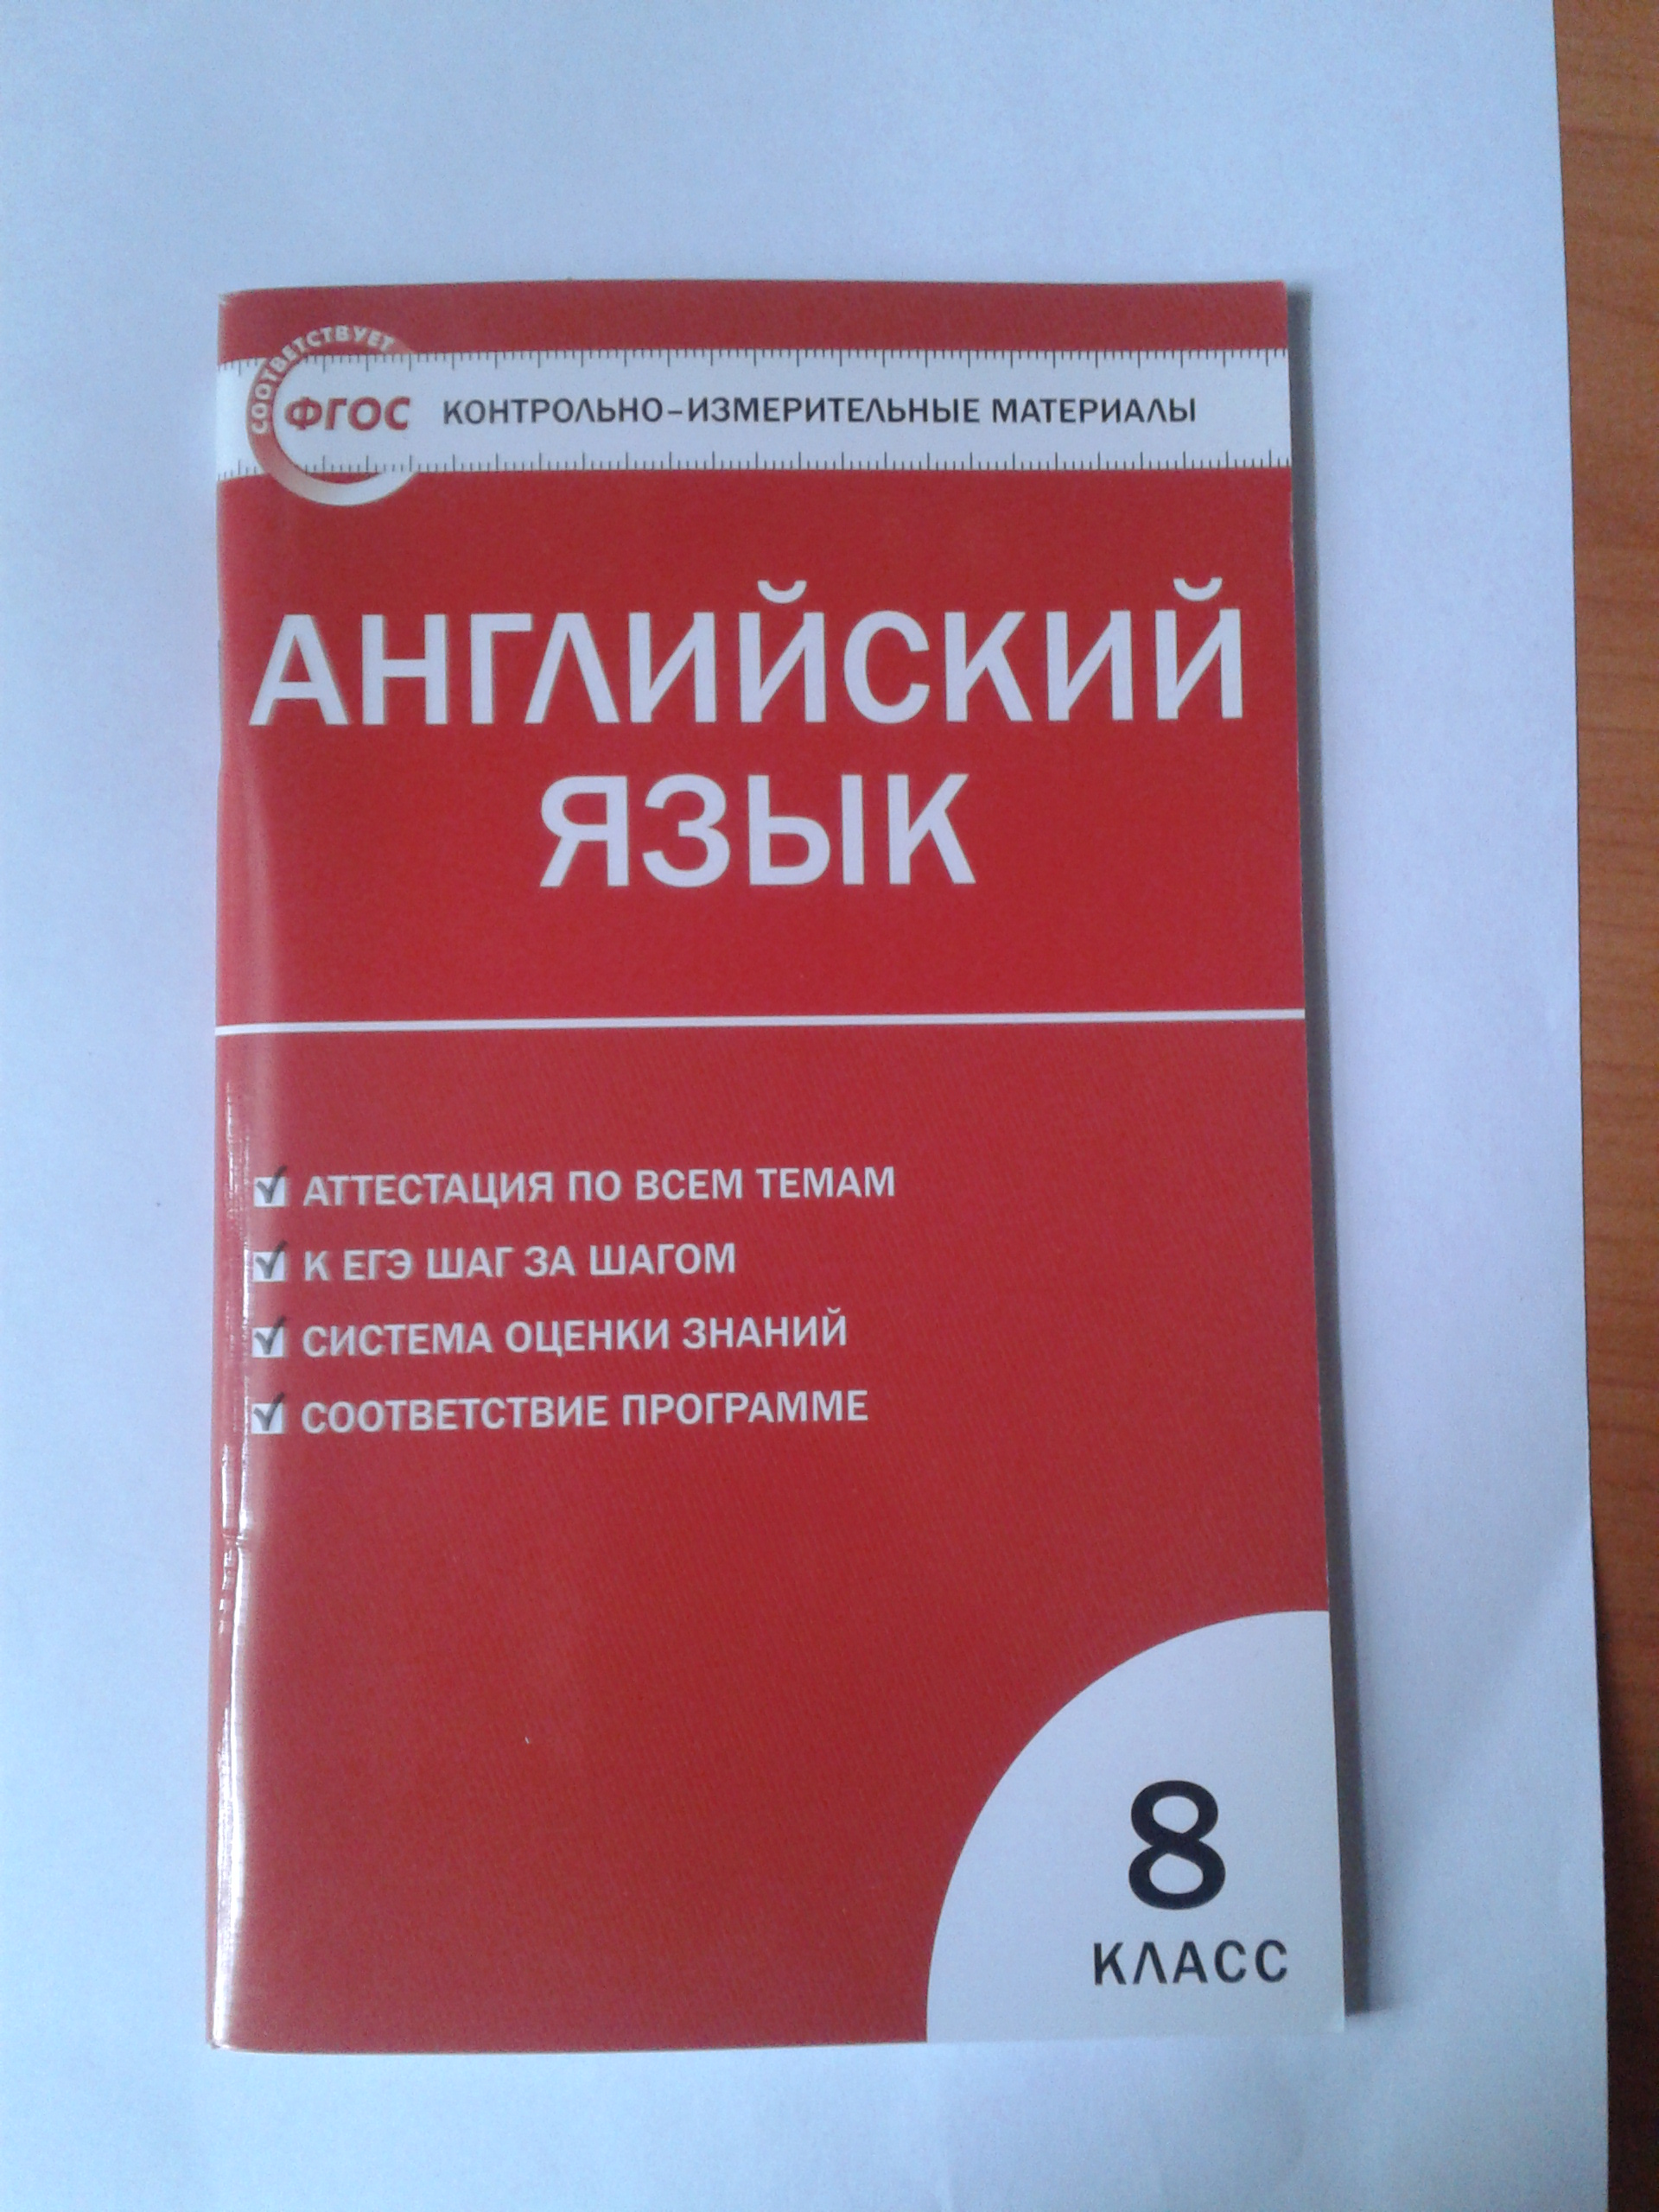 СООТВЕТСТВУЕТ
ФГОС КОНТРОЛЬНО-ИЗМЕРИТЕЛЬНЫЕ МАТЕРИАЛЫ
АНГЛИЙСКИЙ
ЯЗЫК
АТТЕСТАЦИЯ ПО ВСЕМ ТЕМАМ
К ЕГЭ ШАГ ЗА ШАГОМ
СИСТЕМА ОЦЕНКИ ЗНАНИЙ
СООТВЕТСТВИЕ ПРОГРАММЕ
8
КЛАСС